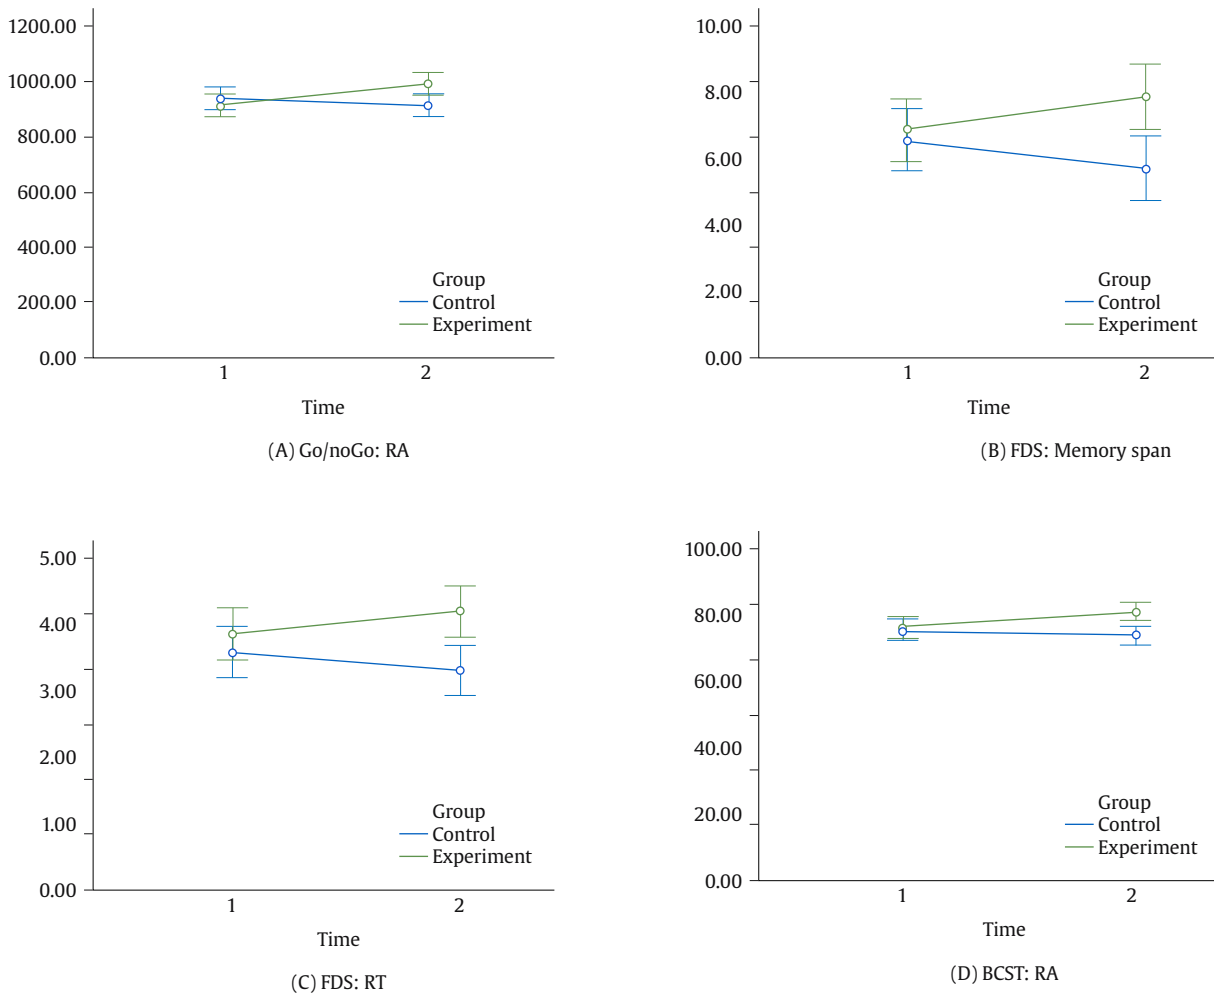 1200.00
1000.00
800.00
600.00
400.00
200.00
0.00
Group
Control
Experiment
1 2
Time
(A) Go/noGo: RA
10.00
8.00
6.00
4.00
2.00
0.00
Group
Control
Experiment
1 2
Time
(B) FDS: Memory span
5.00
4.00
3.00
2.00
1.00
0.00
Group
Control
Experiment
1 2
Time
(C) FDS: RT
100.00
80.00
60.00
40.00
20.00
0.00
Group
Control
Experiment
1 2
Time
(D) BCST: RA